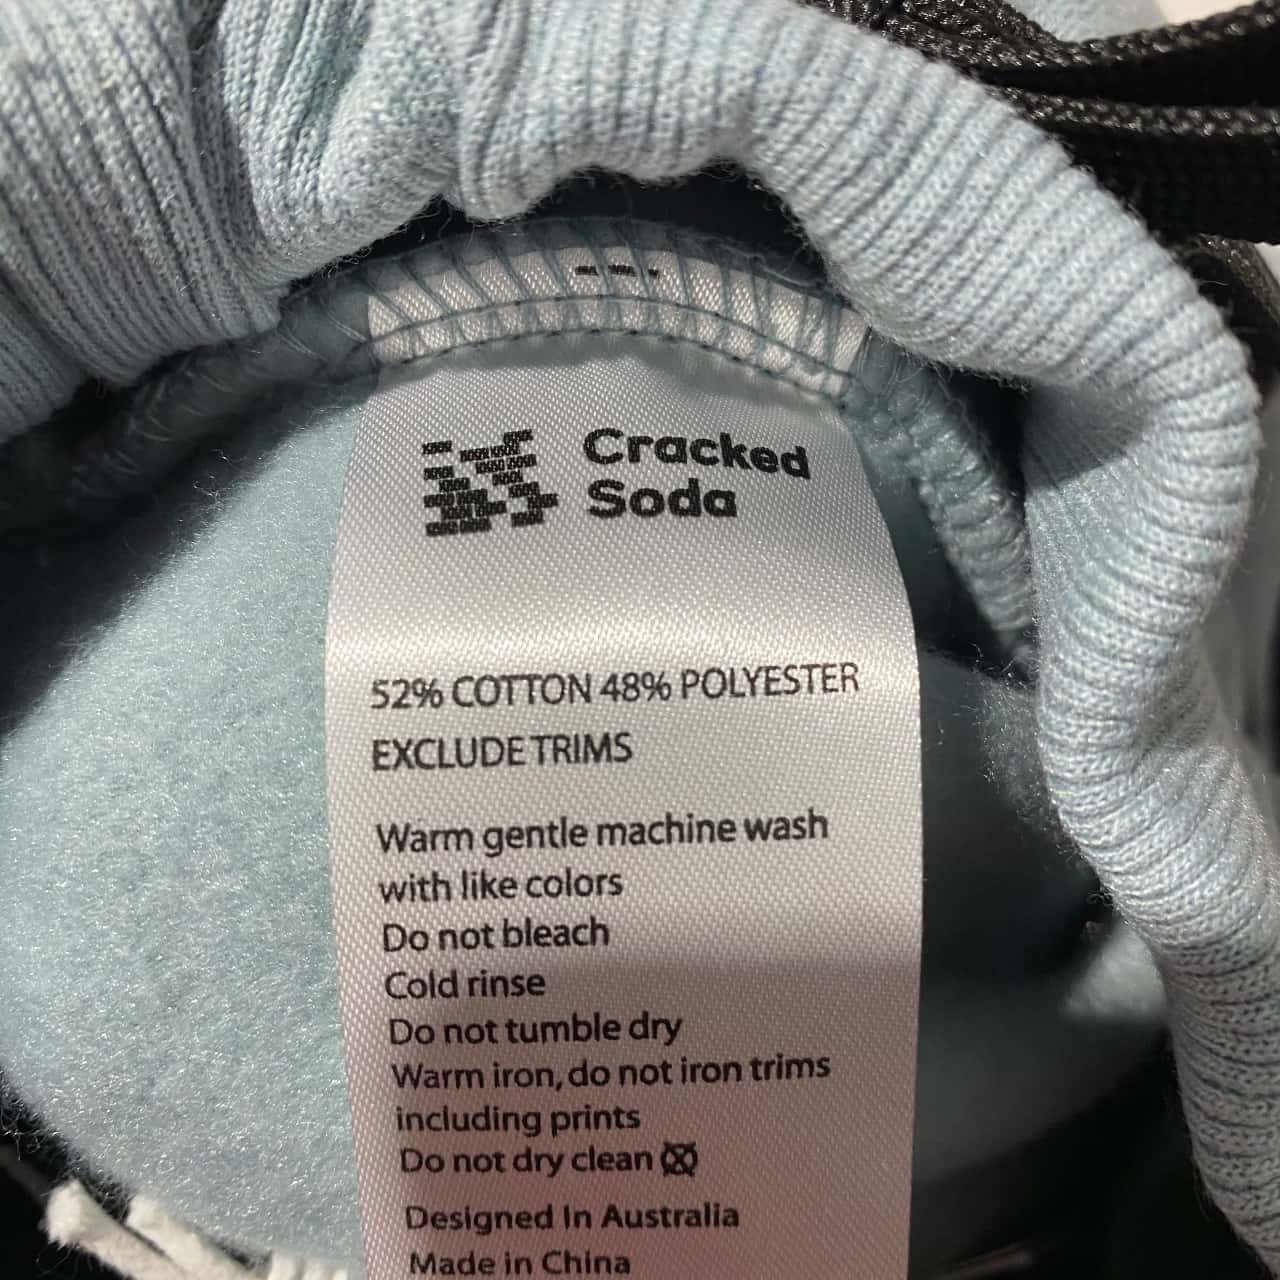 Cracked
Soda
52% COTTON 48% POLYESTER
EXCLUDE TRIMS
Warm gentle machine wash
with like colors
Do not bleach
Cold rinse
Do not tumble dry
Warm iron, do not iron trims
including prints
Do not dry clean
Designed In Australia
Made in China